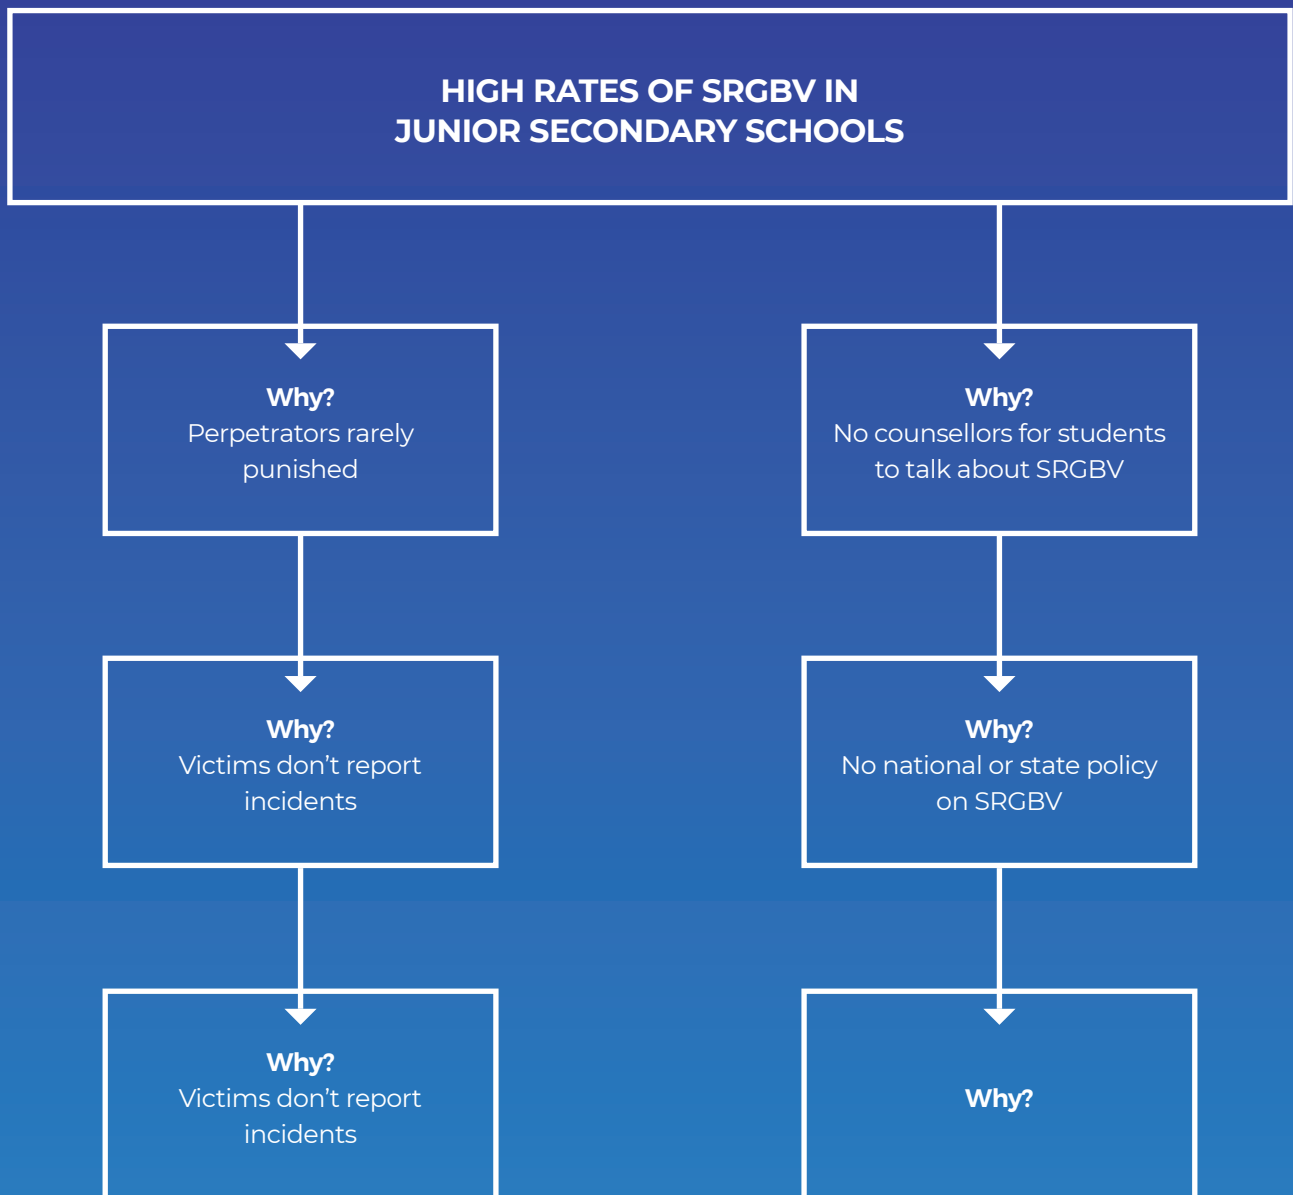 HIGH RATES OF SRGBV IN
JUNIOR SECONDARY SCHOOLS
Why?
Perpetrators rarely
punished
Why?
No counsellors for students
to talk about SRGBV
Why?
Victims don’t report
incidents
Why?
No national or state policy
on SRGBV
Why?
Victims don’t report
incidents
Why?